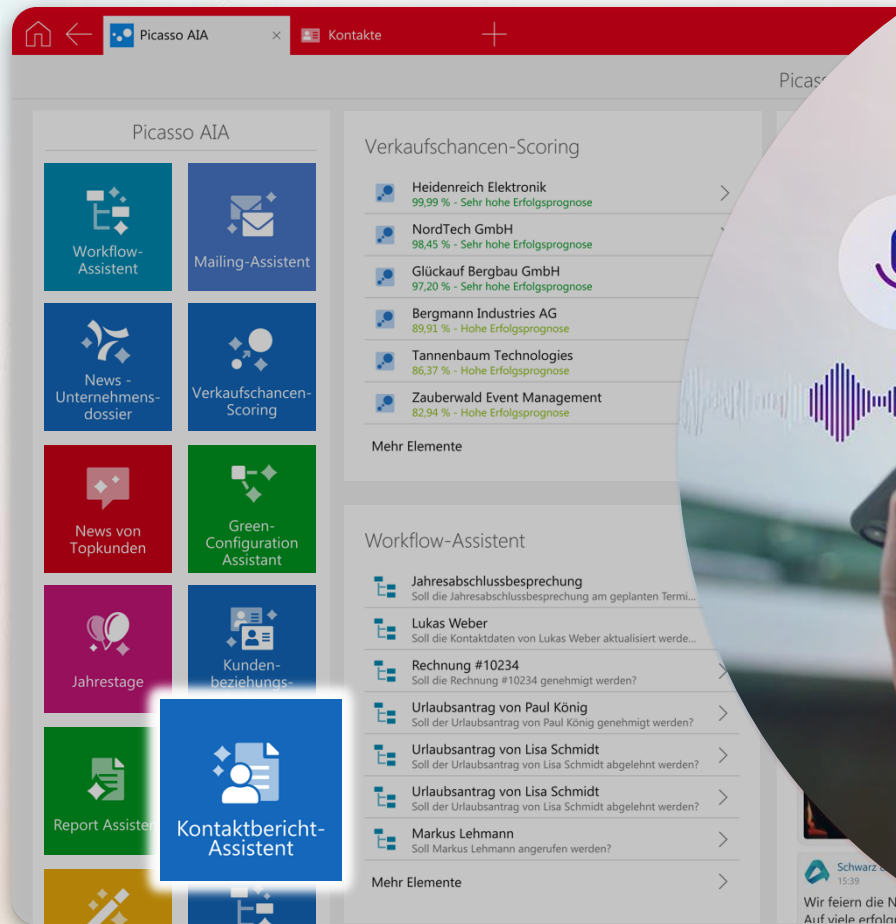 Picasso AIA
Kontakte
Picasso AIA
Workflow-
Assistent
Mailing-Assistent
News -
Unternehmens-
dossier
Verkaufschancen-
Scoring
News von
Topkunden
Green-
Configuration
Assistant
Jahrestage
Kunden-
beziehungs-
Report
Kontaktbericht-
Assistent
Verkaufschancen-Scoring
Heidenreich Elektronik
99,99 % - Sehr hohe Erfolgsprognose
NordTech GmbH
98,45 % - Sehr hohe Erfolgsprognose
Glückauf Bergbau GmbH
97,20 % - Sehr hohe Erfolgsprognose
Bergmann Industries AG
89,91 % - Hohe Erfolgsprognose
Tannenbaum Technologies
86,37 % - Hohe Erfolgsprognose
Zauberwald Event Management
82,94 % - Hohe Erfolgsprognose
Mehr Elemente
Workflow-Assistent
Jahresabschlussbesprechung
Soll die Jahresabschlussbesprechung am geplanten Termi...
Lukas Weber
Soll die Kontaktdaten von Lukas Weber aktualisiert werde...
Rechnung #10234
Soll die Rechnung #10234 genehmigt werden?
Urlaubsantrag von Paul König
Soll der Urlaubsantrag von Paul König genehmigt werden?
Urlaubsantrag von Lisa Schmidt
Soll der Urlaubsantrag von Lisa Schmidt abgelehnt werden?
Urlaubsantrag von Lisa Schmidt
Soll der Urlaubsantrag von Lisa Schmidt abgelehnt werden?
Markus Lehmann
Soll Markus Lehmann angerufen werden?
Mehr Elemente
Schwarz
15:39
Wir feiern die
Auf viele